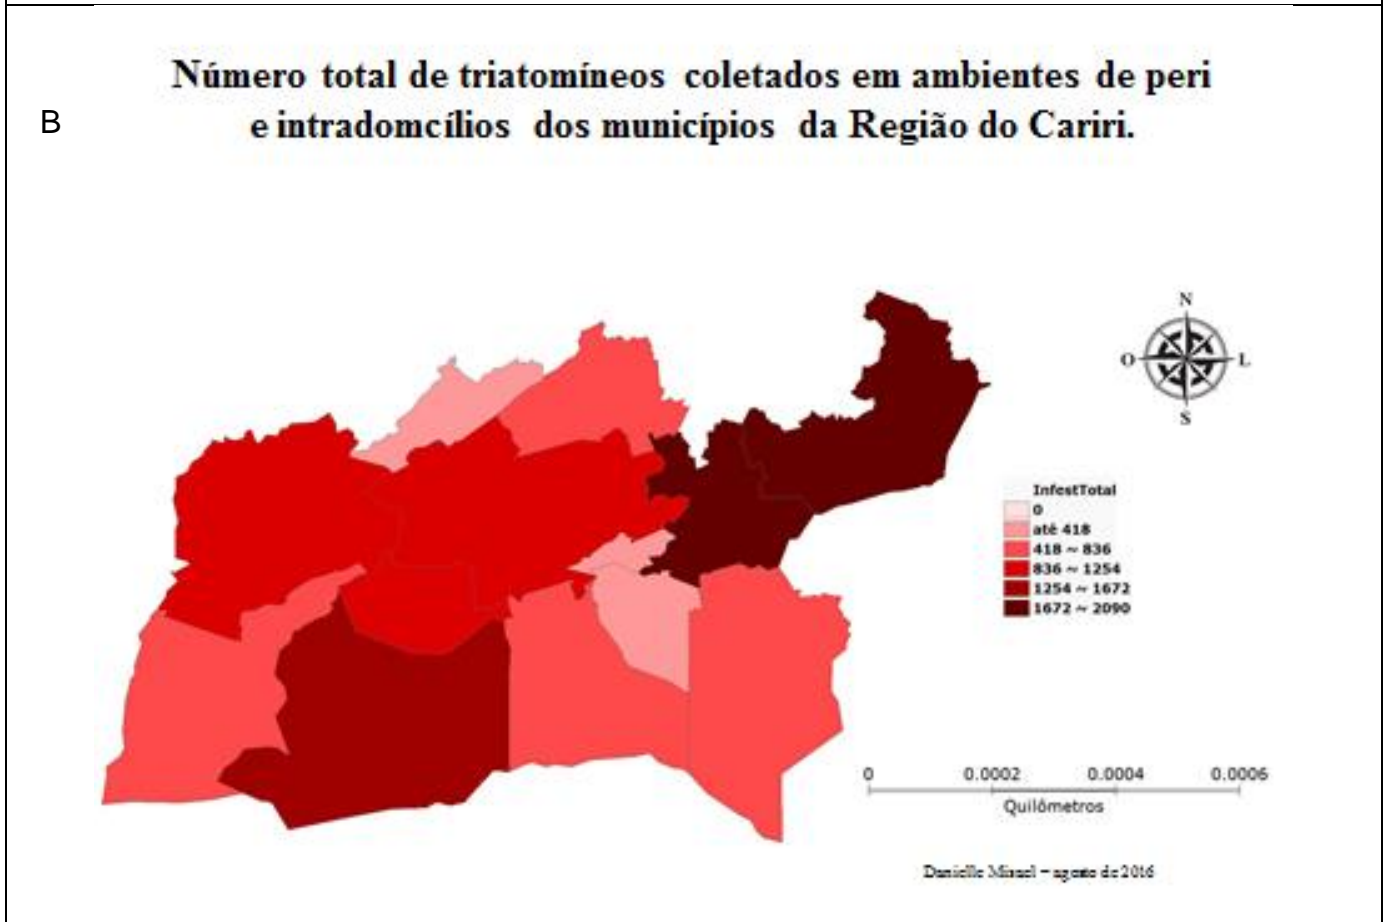 Número total de triatomíneos coletados em ambientes de peri
B
e intradomcílios dos municípios da Região do Cariri.
N
O
L
S
InfestTotal
0
até 418
418 ~ 836
836 ~ 1254
1254 ~ 1672
1672 ~ 2090
0 0.0002 0.0004 0.0006
Quilômetros
Danielle Misael – agosto de 2016